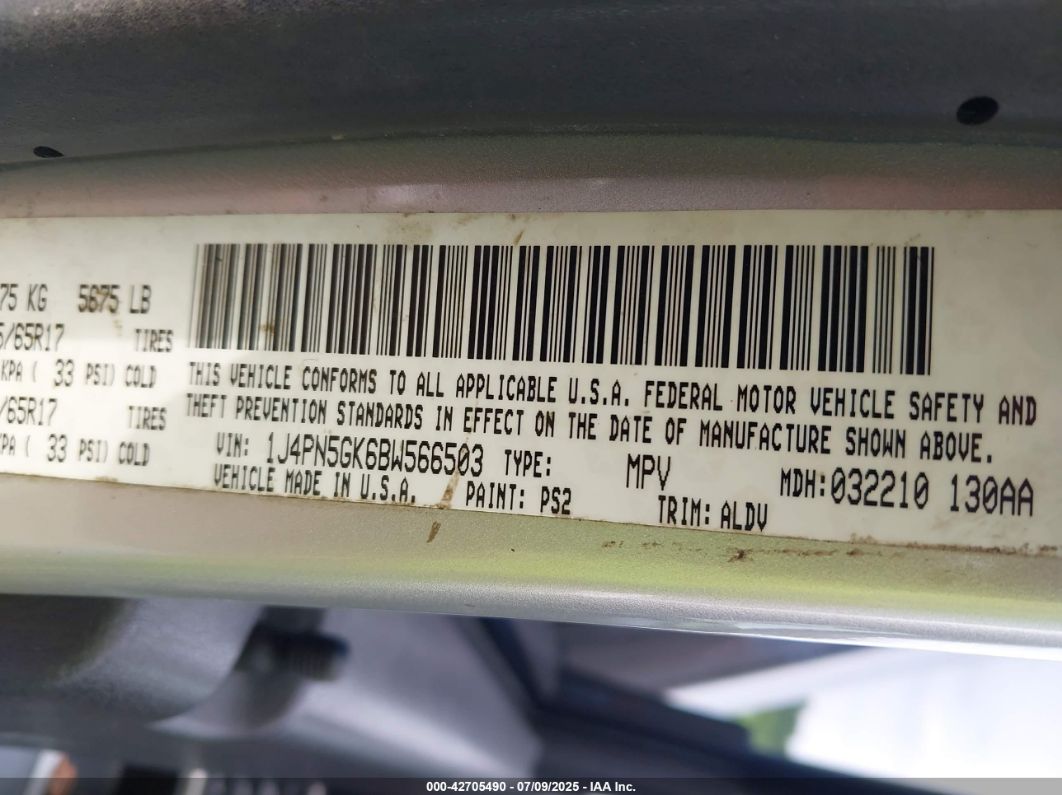 75 KG 5675 LB
5/65R17 TIRES
KPA ( 33 PSI) COLD
/65R17 TIRES
KPA ( 33 PSI) COLD
THIS VEHICLE CONFORMS TO ALL APPLICABLE U.S.A. FEDERAL MOTOR VEHICLE SAFETY AND
THEFT PREVENTION STANDARDS IN EFFECT ON THE DATE OF MANUFACTURE SHOWN ABOVE.
VIN: 1J4PN5GK6BW566503 TYPE: MPV MDH:032210 130AA
VEHICLE MADE IN U.S.A. PAINT: PS2 TRIM: ALDV
000-42705490 - 07/09/2025 - IAA Inc.